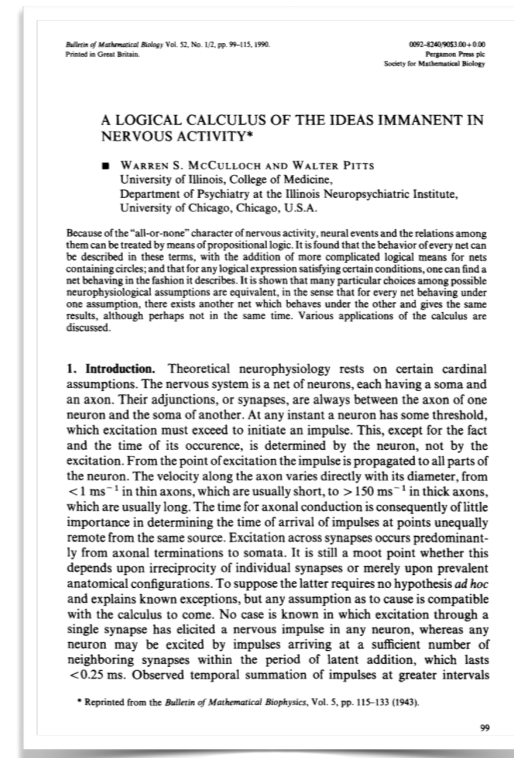 Bulletin of Mathematical Biology Vol. 52, No. 1/2, pp. 99-115, 1990.
Printed in Great Britain.
0092-8240/90$3.00+0.00
Pergamon Press plc
Society for Mathematical Biology
A LOGICAL CALCULUS OF THE IDEAS IMMANENT IN
NERVOUS ACTIVITY*
■ WARREN S. MCCULLOCH AND WALTER PITTS
University of Illinois, College of Medicine,
Department of Psychiatry at the Illinois Neuropsychiatric Institute,
University of Chicago, Chicago, U.S.A.
Because of the “all-or-none” character of nervous activity, neural events and the relations among
them can be treated by means of propositional logic. It is found that the behavior of every net can
be described in these terms, with the addition of more complicated logical means for nets
containing circles; and that for any logical expression satisfying certain conditions, one can find a
net behaving in the fashion it describes. It is shown that many particular choices among possible
neurophysiological assumptions are equivalent, in the sense that for every net behaving under
one assumption, there exists another net which behaves under the other and gives the same
results, although perhaps not in the same time. Various applications of the calculus are
discussed.
1. Introduction. Theoretical neurophysiology rests on certain cardinal
assumptions. The nervous system is a net of neurons, each having a soma and
an axon. Their adjunctions, or synapses, are always between the axon of one
neuron and the soma of another. At any instant a neuron has some threshold,
which excitation must exceed to initiate an impulse. This, except for the fact
and the time of its occurence, is determined by the neuron, not by the
excitation. From the point of excitation the impulse is propagated to all parts of
the neuron. The velocity along the axon varies directly with its diameter, from
<1 ms⁻¹ in thin axons, which are usually short, to >150 ms⁻¹ in thick axons,
which are usually long. The time for axonal conduction is consequently of little
importance in determining the time of arrival of impulses at points unequally
remote from the same source. Excitation across synapses occurs predominant-
ly from axonal terminations to somata. It is still a moot point whether this
depends upon irreciprocity of individual synapses or merely upon prevalent
anatomical configurations. To suppose the latter requires no hypothesis ad hoc
and explains known exceptions, but any assumption as to cause is compatible
with the calculus to come. No case is known in which excitation through a
single synapse has elicited a nervous impulse in any neuron, whereas any
neuron may be excited by impulses arriving at a sufficient number of
neighboring synapses within the period of latent addition, which lasts
<0.25 ms. Observed temporal summation of impulses at greater intervals
* Reprinted from the Bulletin of Mathematical Biophysics, Vol. 5, pp. 115-133 (1943).
99